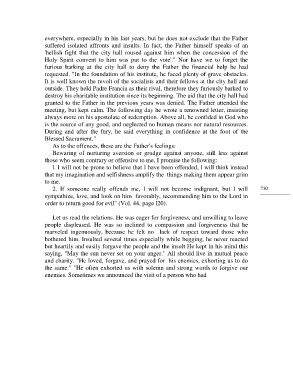 everywhere, especially in his last years, but he does not exclude that the Father
suffered isolated affronts and insults. In fact, the Father himself speaks of an
hellish fight that the city hall roused against him when the concession of the
Holy Spirit convent to him was put to the vote'." Nor have we to forget the
furious barking at the city hall to deny the Father the financial help he had
requested. "In the foundation of his institute, he faced plenty of grave obstacles.
It is well known the revolt of the socialists and their fellows at the city hall and
outside. They held Padre Francia as their rival, therefore they furiously barked to
destroy his charitable institution since its beginning. The aid that the city hall had
granted to the Father in the previous years was denied. The Father attended the
meeting, but kept calm. The following day he wrote a renowned letter, insisting
always more on his apostolate of redemption. Above all, he confided in God who
is the source of any good, and neglected no human means nor natural resources.
During and after the fury, he said everything in confidence at the foot of the
Blessed Sacrament."
As to the offences, these are the Father's feelings:
Bewaring of nurturing aversion or grudge against anyone, still less against
those who seem contrary or offensive to me, I promise the following:
1. I will not be prone to believe that I have been offended, I will think instead
that my imagination and selfishness amplify the things making them appear grim
to me.
2. If someone really offends me, I will not become indignant, but I will
sympathize, love, and look on him favorably, recommending him to the Lord in
order to return good for evil" (Vol. 44, page 120).
710
Let us read the relations. He was eager for forgiveness, and unwilling to leave
people displeased. He was so inclined to compassion and forgiveness that he
marveled ingenuously, because he felt no lack of respect toward those who
bothered him. Insulted several times especially while begging, he never reacted
but heartily and easily forgave the people and the insult He kept in his mind this
saying, "May the sun never set on your anger." All should live in mutual peace
and charity. "He loved, forgave, and prayed for his enemies, exhorting us to do
the same." "He often exhorted us with solemn and strong words to forgive our
enemies. Sometimes we announced the visit of a person who had